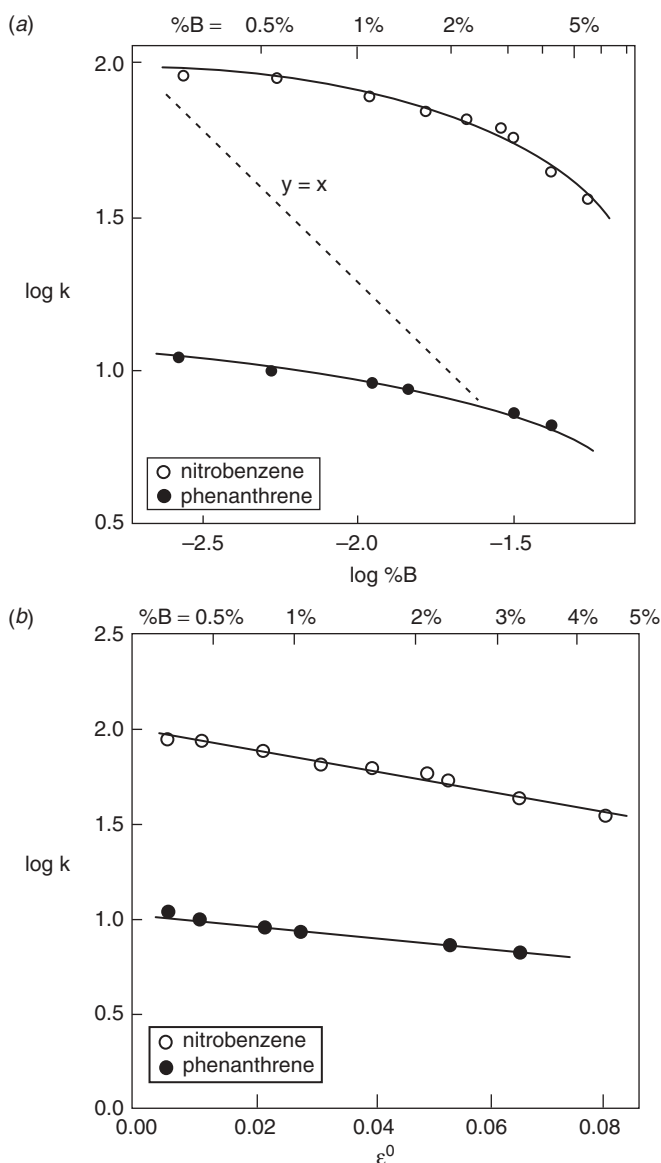 (a) %B = 0.5% 1% 2% 5%
2.0
y = x
1.5
log k
1.0
nitrobenzene
phenanthrene
0.5
−2.5 −2.0 −1.5
log %B
(b) %B = 0.5% 1% 2% 3% 4% 5%
2.5
2.0
1.5
log k
1.0
0.5
nitrobenzene
phenanthrene
0.0
0.00 0.02 0.04 0.06 0.08
ε⁰